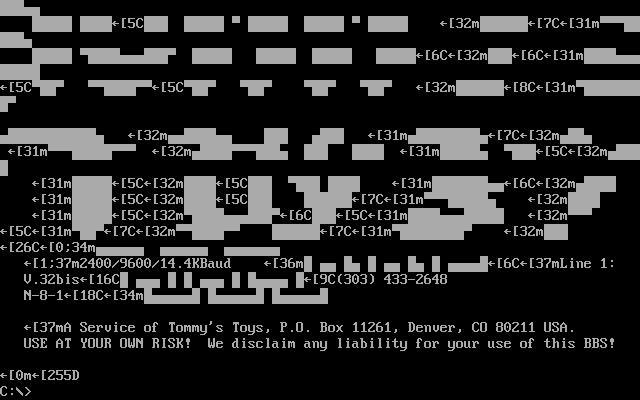 ←[5C ←[32m ←[7C←[31m
←[6C←[32m ←[6C←[31m
←[5C ←[5C ←[32m ←[8C←[31m
←[32m ←[31m ←[7C←[32m
←[31m ←[32m ←[31m ←[5C←[32m
←[31m ←[5C←[32m ←[5C ←[31m ←[6C←[32m
←[31m ←[5C←[32m ←[5C ←[7C←[31m ←[32m
←[31m ←[5C←[32m ←[6C ←[5C←[31m ←[32m
←[5C←[31m ←[7C←[32m ←[7C←[31m ←[32m
←[26C←[0;34m
←[1;37m2400/9600/14.4KBaud ←[36m ←[6C←[37mLine 1:
V.32bis←[16C ←[9C(303) 433-2648
N-8-1←[18C←[34m
←[37mA Service of Tommy's Toys, P.O. Box 11261, Denver, CO 80211 USA.
USE AT YOUR OWN RISK!  We disclaim any liability for your use of this BBS!
←[0m←[255D
C:\>